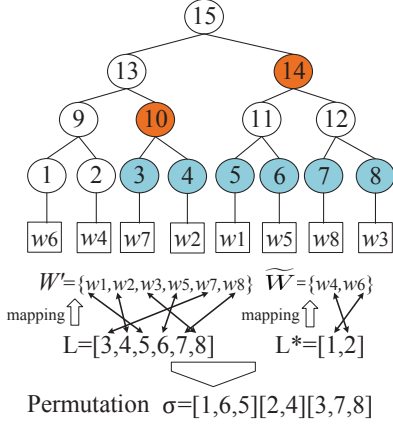 15
13 14
9 10 11 12
1 2 3 4 5 6 7 8
w6 w4 w7 w2 w1 w5 w8 w3
W'={w1,w2,w3,w5,w7,w8} W̃={w4,w6}
mapping mapping
L=[3,4,5,6,7,8] L*=[1,2]
Permutation σ=[1,6,5][2,4][3,7,8]